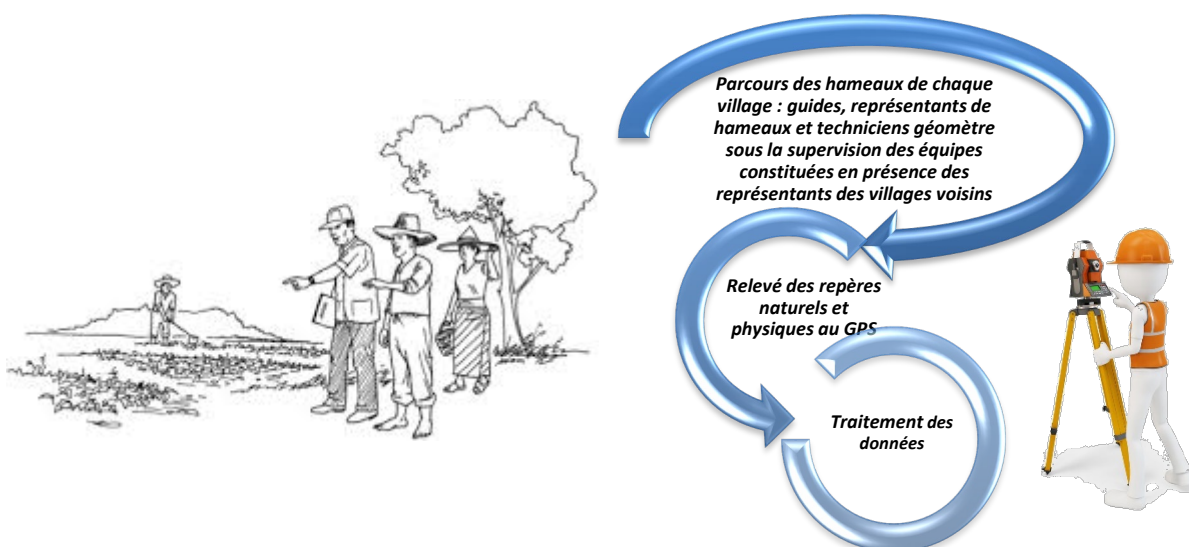 Parcours des hameaux de chaque
village : guides, représentants de
hameaux et techniciens géomètre
sous la supervision des équipes
constituées en présence des
représentants des villages voisins
Relevé des repères
naturels et
physiques au GPS
Traitement des
données